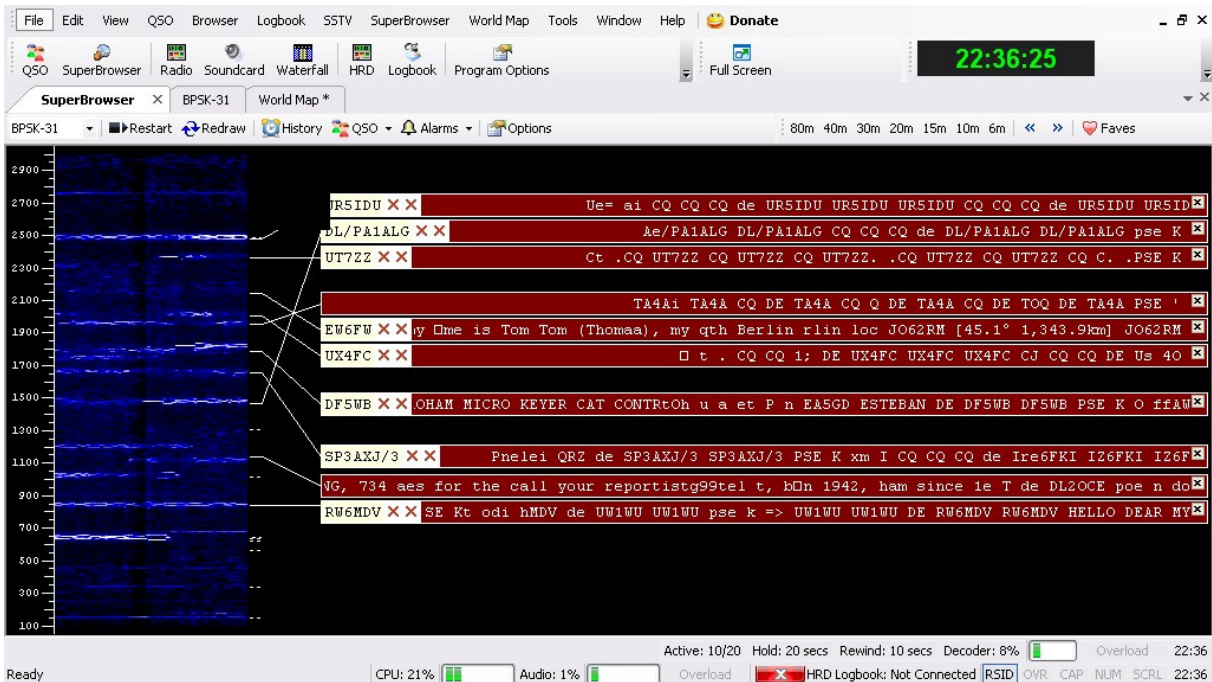 File Edit View QSO Browser Logbook SSTV SuperBrowser World Map Tools Window Help Donate
QSO SuperBrowser Radio Soundcard Waterfall HRD Logbook Program Options Full Screen 22:36:25
SuperBrowser BPSK-31 World Map *
BPSK-31 Restart Redraw History QSO Alarms Options 80m 40m 30m 20m 15m 10m 6m « » Faves
2900
2700 UR5IDU Ue= ai CQ CQ CQ de UR5IDU UR5IDU UR5IDU CQ CQ CQ de UR5IDU UR5ID
2500 DL/PA1ALG Ae/PA1ALG DL/PA1ALG CQ CQ CQ de DL/PA1ALG DL/PA1ALG pse K
2300 UT7ZZ Ct .CQ UT7ZZ CQ UT7ZZ CQ UT7ZZ. .CQ UT7ZZ CQ UT7ZZ CQ C. .PSE K
2100 TA4Ai TA4A CQ DE TA4A CQ Q DE TA4A CQ DE TOQ DE TA4A PSE '
1900 EW6FW y □me is Tom Tom (Thomaa), my qth Berlin rlin loc JO62RM [45.1° 1,343.9km] JO62RM
1700 UX4FC □ t . CQ CQ 1; DE UX4FC UX4FC UX4FC CJ CQ CQ DE Us 4O
1500 DF5WB .OHAM MICRO KEYER CAT CONTRtOh u a et P n EA5GD ESTEBAN DE DF5WB DF5WB PSE K O ffAW
1300
1100 SP3AXJ/3 Pnelei QRZ de SP3AXJ/3 SP3AXJ/3 PSE K xm I CQ CQ CQ de Ire6FKI IZ6FKI IZ6F
900 NG, 734 aes for the call your reportistg99tel t, b□n 1942, ham since 1e T de DL2OCE poe n do
700 RW6MDV SE Kt odi hMDV de UW1WU UW1WU pse k => UW1WU UW1WU DE RW6MDV RW6MDV HELLO DEAR MY
500
300
100
Active: 10/20 Hold: 20 secs Rewind: 10 secs Decoder: 8% Overload 22:36
Ready CPU: 21% Audio: 1% Overload HRD Logbook: Not Connected RSID OVR CAP NUM SCRL 22:36